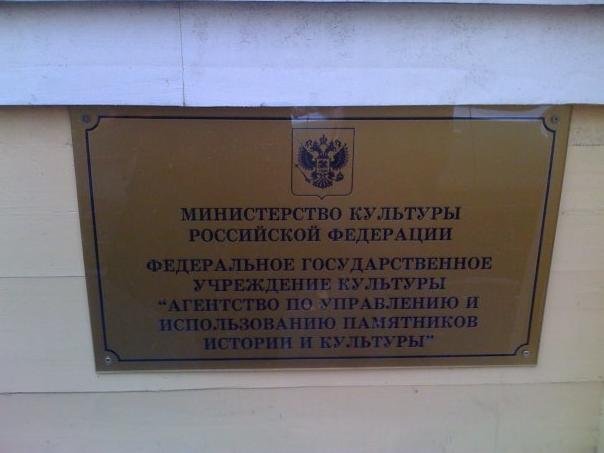 МИНИСТЕРСТВО КУЛЬТУРЫ
РОССИЙСКОЙ ФЕДЕРАЦИИ
ФЕДЕРАЛЬНОЕ ГОСУДАРСТВЕННОЕ
УЧРЕЖДЕНИЕ КУЛЬТУРЫ
“АГЕНТСТВО ПО УПРАВЛЕНИЮ И
ИСПОЛЬЗОВАНИЮ ПАМЯТНИКОВ
ИСТОРИИ И КУЛЬТУРЫ”